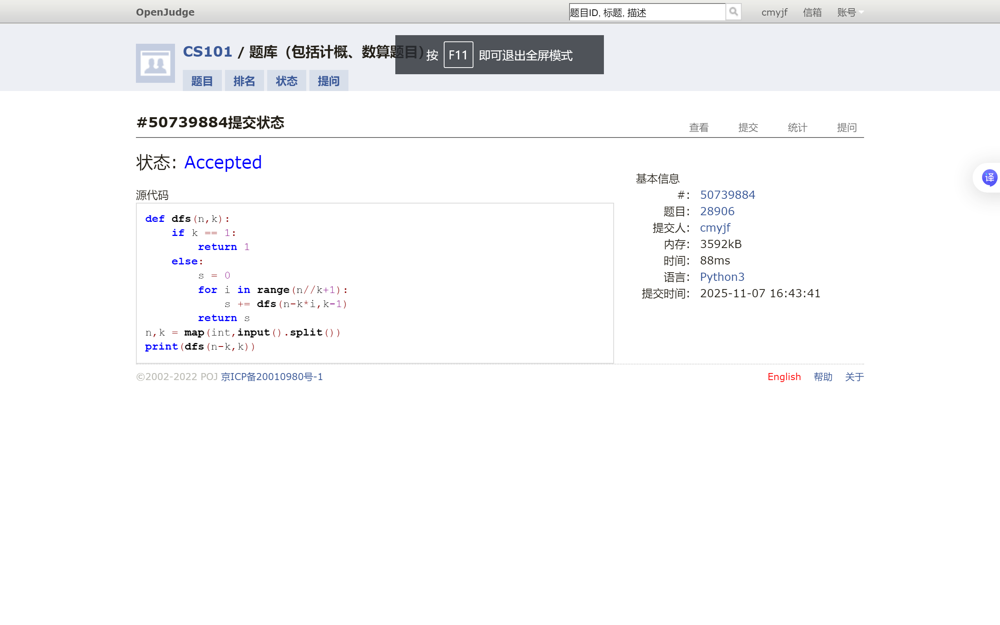 OpenJudge
题目ID, 标题, 描述
cmyjf 信箱 账号
CS101 / 题库（包括计概、数算题目）
按 F11 即可退出全屏模式
题目 排名 状态 提问
#50739884提交状态
查看 提交 统计 提问
状态: Accepted
译
源代码
def dfs(n,k):
    if k == 1:
        return 1
    else:
        s = 0
        for i in range(n//k+1):
            s += dfs(n-k*i,k-1)
        return s
n,k = map(int,input().split())
print(dfs(n-k,k))
基本信息
#: 50739884
题目: 28906
提交人: cmyjf
内存: 3592kB
时间: 88ms
语言: Python3
提交时间: 2025-11-07 16:43:41
©2002-2022 POJ 京ICP备20010980号-1
English 帮助 关于